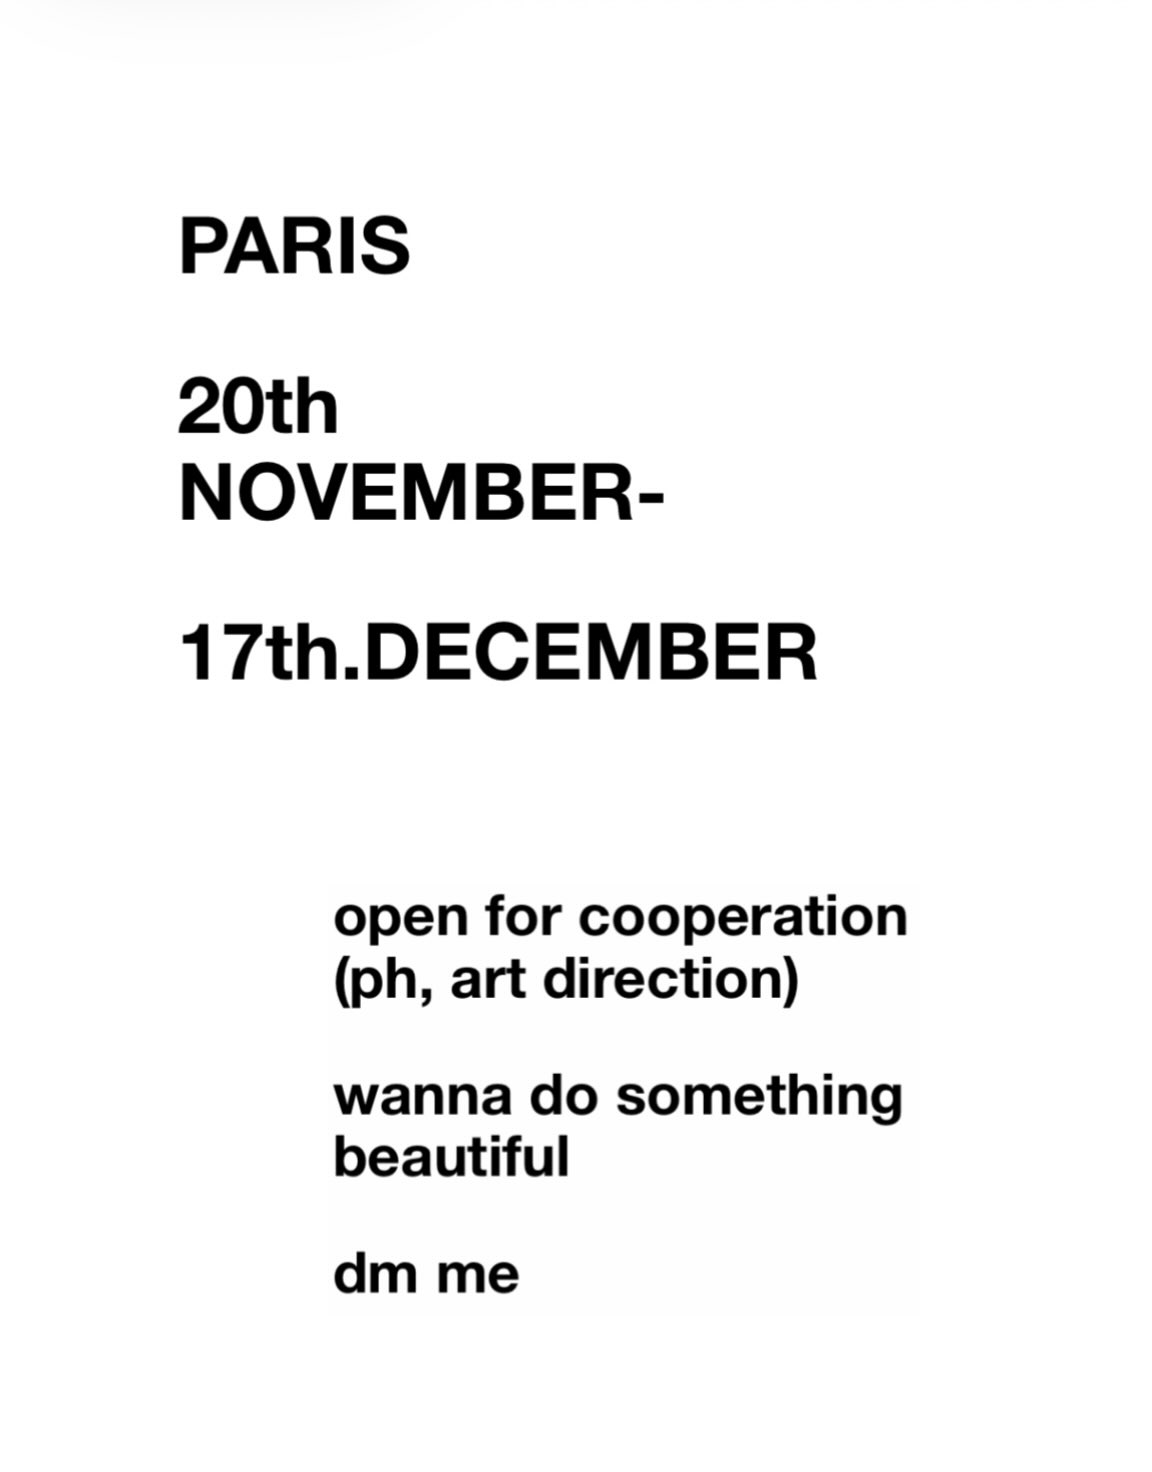 PARIS
20th
NOVEMBER-
17th.DECEMBER
open for cooperation
(ph, art direction)
wanna do something
beautiful
dm me